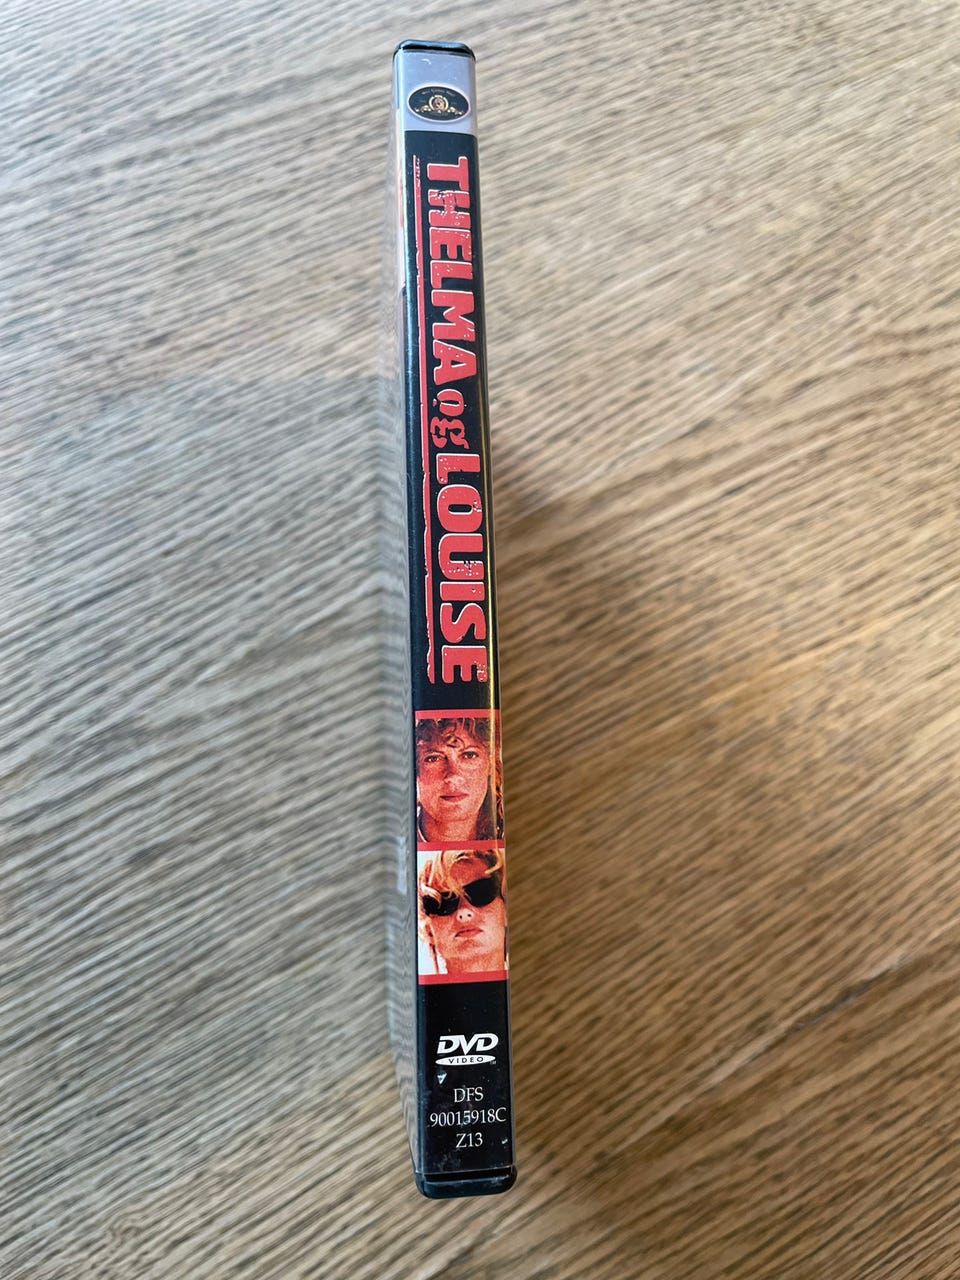 THELMA og LOUISE
DVD
VIDEO
DFS
90015918C
Z13